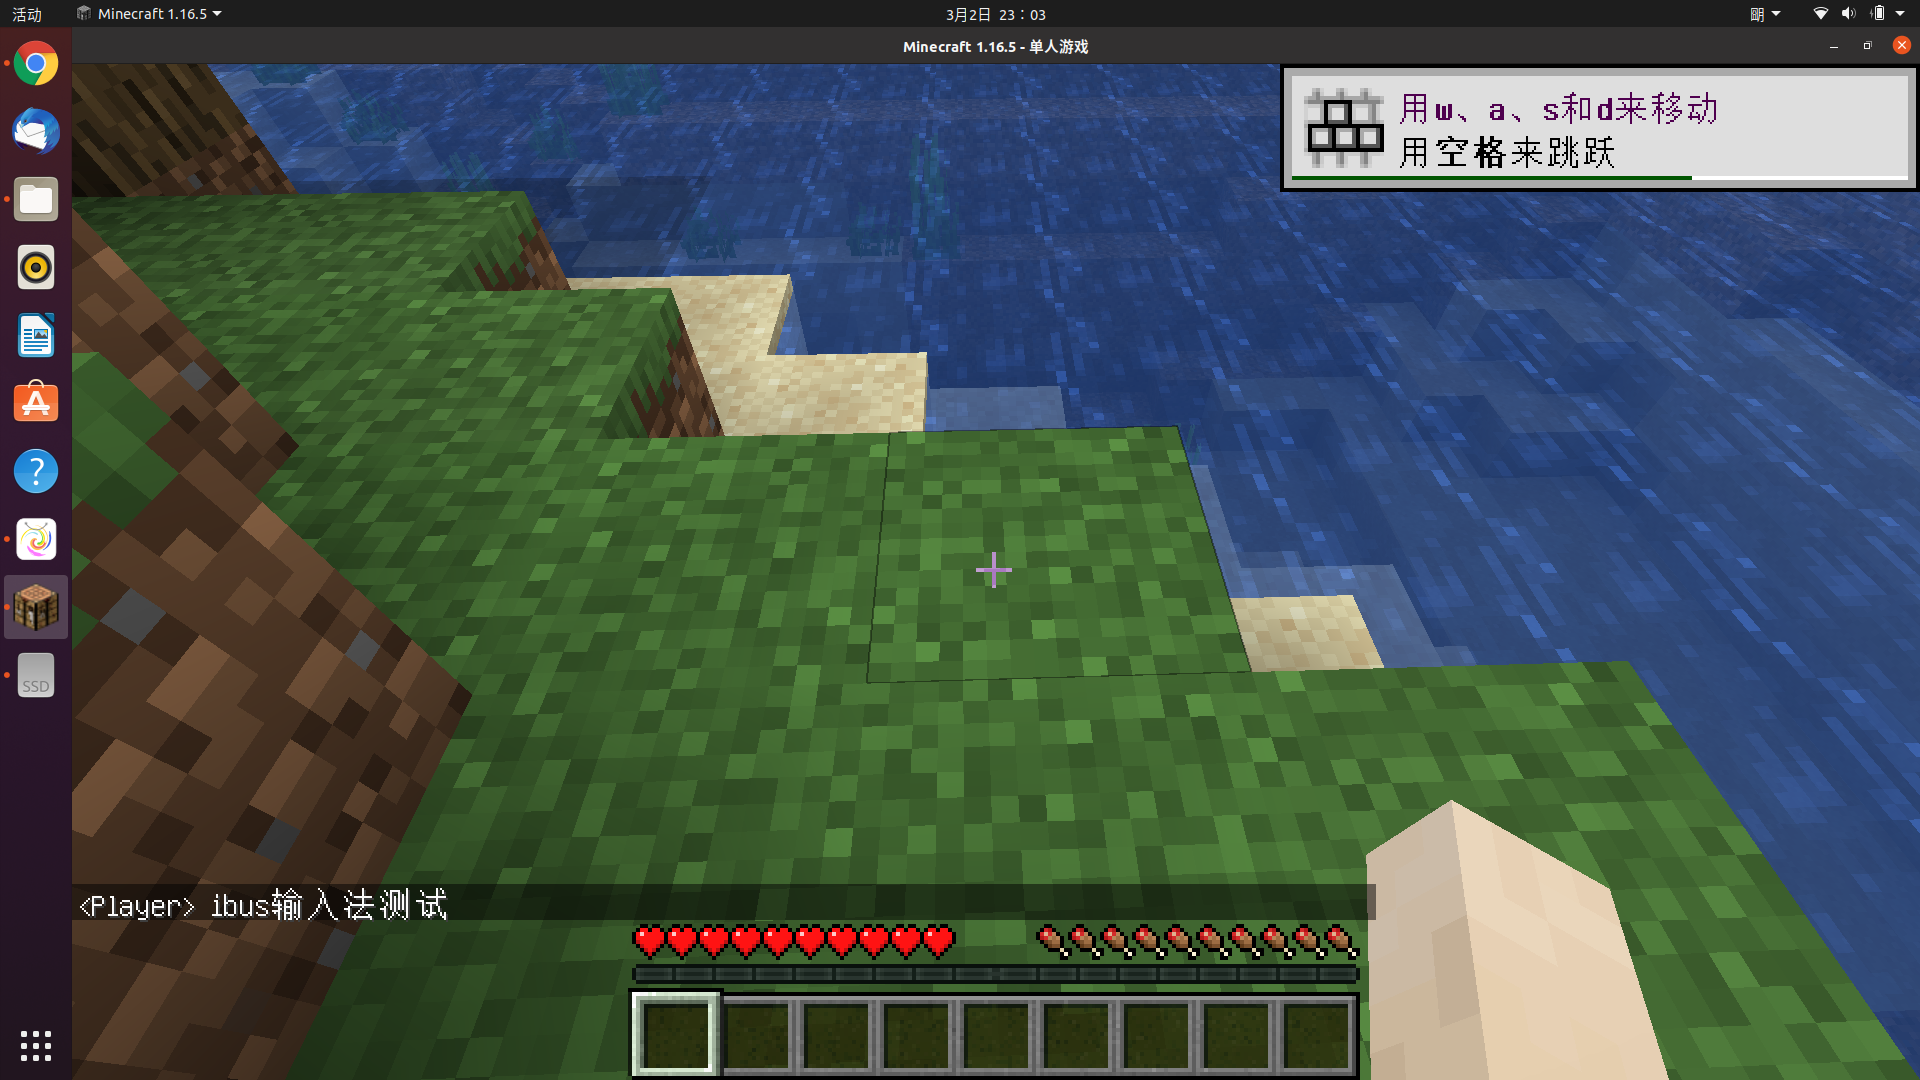 活动
Minecraft 1.16.5
3月2日 23：03
Minecraft 1.16.5 - 单人游戏
用w、a、s和d来移动
用空格来跳跃
?
SSD
<Player> ibus输入法测试